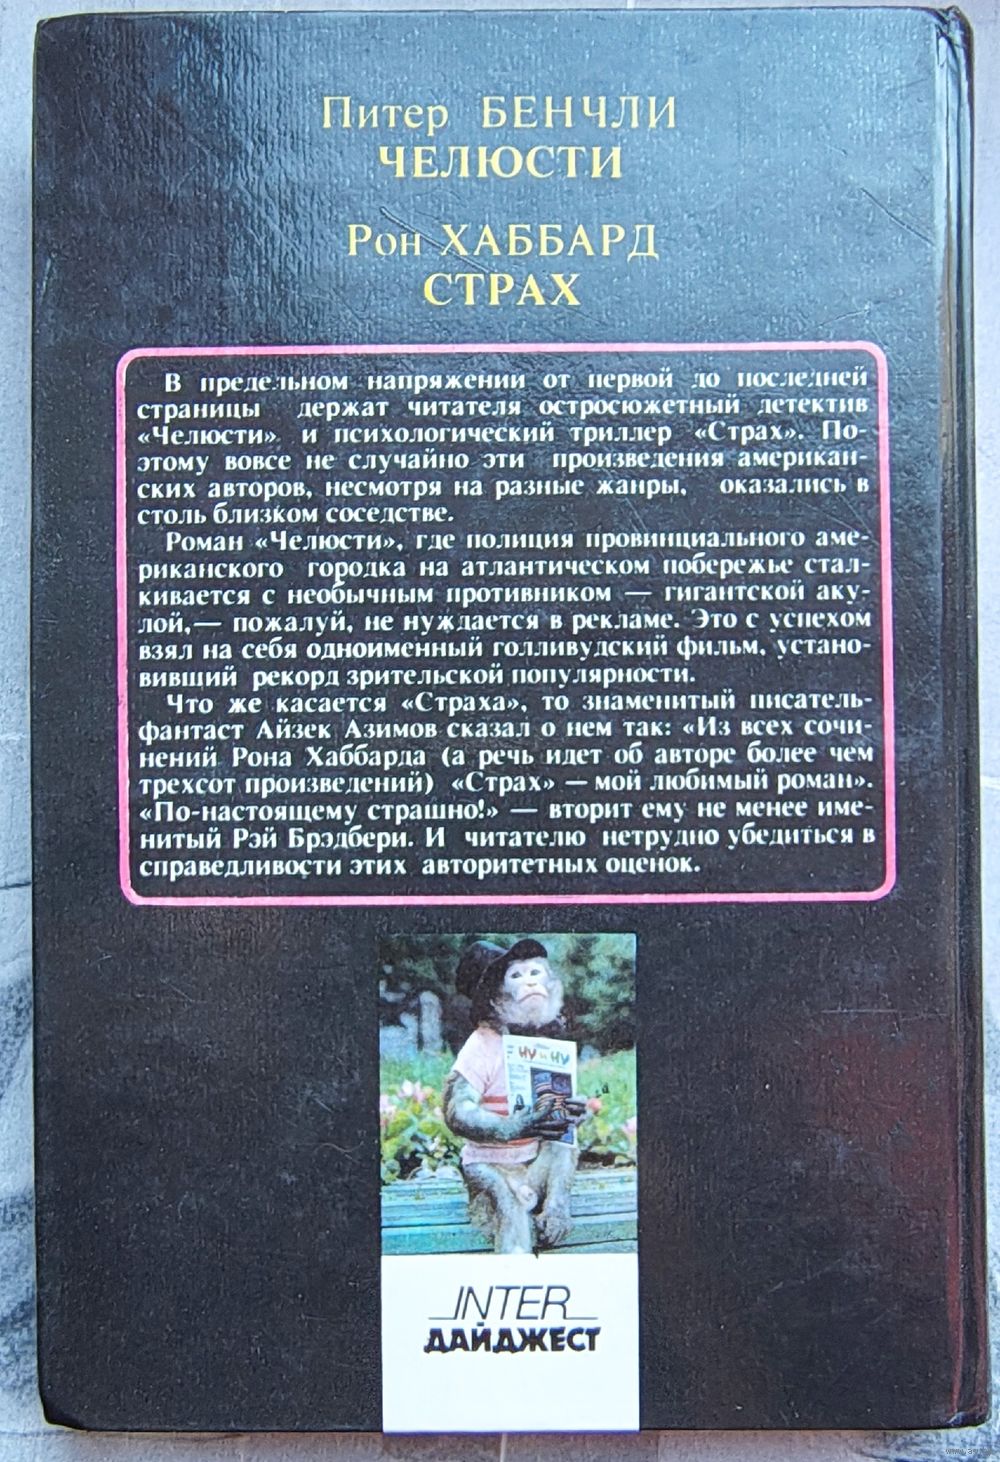 Питер БЕНЧЛИ
ЧЕЛЮСТИ
Рон ХАББАРД
СТРАХ
В предельном напряжении от первой до последней
страницы держат читателя остросюжетный детектив
«Челюсти» и психологический триллер «Страх». По-
этому вовсе не случайно эти произведения американ-
ских авторов, несмотря на разные жанры, оказались в
столь близком соседстве.
Роман «Челюсти», где полиция провинциального аме-
риканского городка на атлантическом побережье стал-
кивается с необычным противником — гигантской аку-
лой,— пожалуй, не нуждается в рекламе. Это с успехом
взял на себя одноименный голливудский фильм, устано-
вивший рекорд зрительской популярности.
Что же касается «Страха», то знаменитый писатель-
фантаст Айзек Азимов сказал о нем так: «Из всех сочи-
нений Рона Хаббарда (а речь идет об авторе более чем
трехсот произведений) «Страх» — мой любимый роман».
«По-настоящему страшно!» — вторит ему не менее име-
нитый Рэй Брэдбери. И читателю нетрудно убедиться в
справедливости этих авторитетных оценок.
НУ И НУ
INTER
ДАЙДЖЕСТ